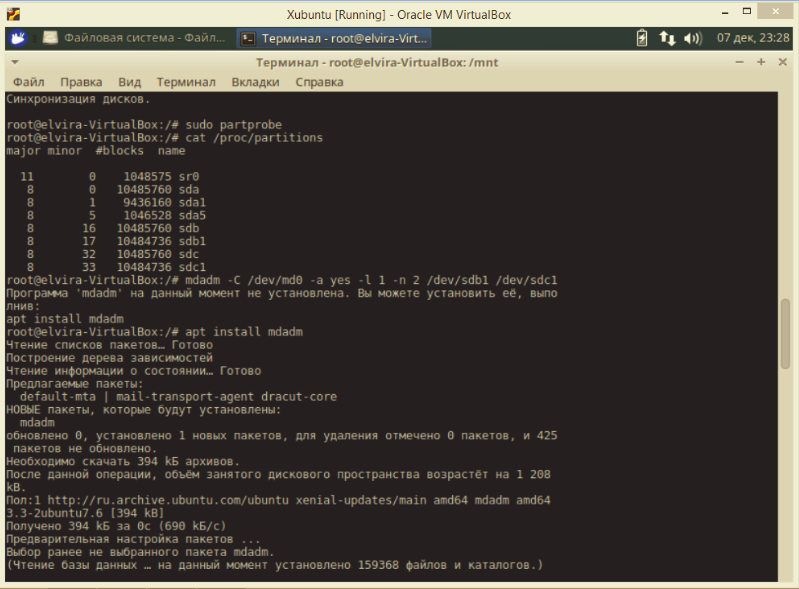 Xubuntu [Running] - Oracle VM VirtualBox
Файловая система - Файл... Терминал - root@elvira-Virt... 07 дек, 23:28
Терминал - root@elvira-VirtualBox: /mnt
Файл Правка Вид Терминал Вкладки Справка
Синхронизация дисков.
root@elvira-VirtualBox:/# sudo partprobe
root@elvira-VirtualBox:/# cat /proc/partitions
major minor  #blocks  name
11        0    1048575 sr0
8        0   10485760 sda
8        1    9436160 sda1
8        5    1046528 sda5
8       16   10485760 sdb
8       17   10484736 sdb1
8       32   10485760 sdc
8       33   10484736 sdc1
root@elvira-VirtualBox:/# mdadm -C /dev/md0 -a yes -l 1 -n 2 /dev/sdb1 /dev/sdc1
Программа 'mdadm' на данный момент не установлена. Вы можете установить её, выпо
лнив:
apt install mdadm
root@elvira-VirtualBox:/# apt install mdadm
Чтение списков пакетов… Готово
Построение дерева зависимостей
Чтение информации о состоянии… Готово
Предлагаемые пакеты:
default-mta | mail-transport-agent dracut-core
НОВЫЕ пакеты, которые будут установлены:
mdadm
обновлено 0, установлено 1 новых пакетов, для удаления отмечено 0 пакетов, и 425
пакетов не обновлено.
Необходимо скачать 394 kБ архивов.
После данной операции, объём занятого дискового пространства возрастёт на 1 208
kB.
Пол:1 http://ru.archive.ubuntu.com/ubuntu xenial-updates/main amd64 mdadm amd64
3.3-2ubuntu7.6 [394 kB]
Получено 394 kБ за 0с (690 kБ/c)
Предварительная настройка пакетов ...
Выбор ранее не выбранного пакета mdadm.
(Чтение базы данных … на данный момент установлено 159368 файлов и каталогов.)